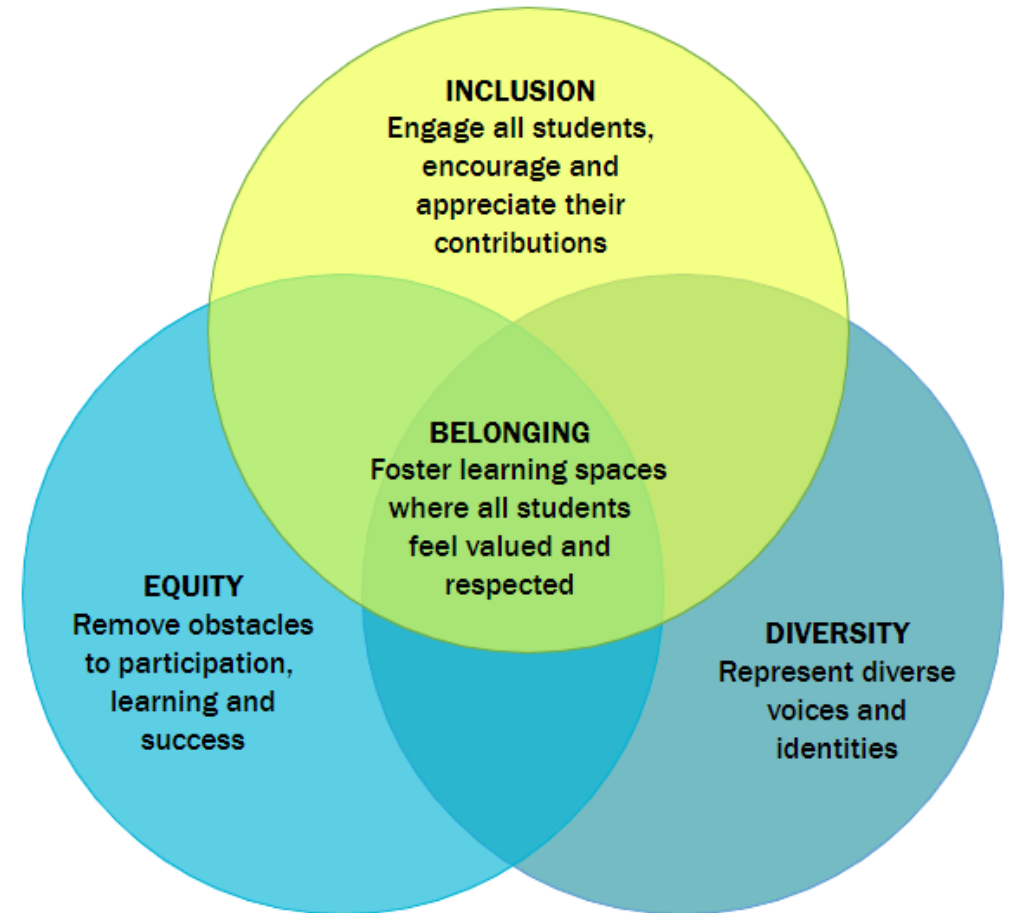 INCLUSION
Engage all students,
encourage and
appreciate their
contributions
BELONGING
Foster learning spaces
where all students
feel valued and
respected
EQUITY
Remove obstacles
to participation,
learning and
success
DIVERSITY
Represent diverse
voices and
identities